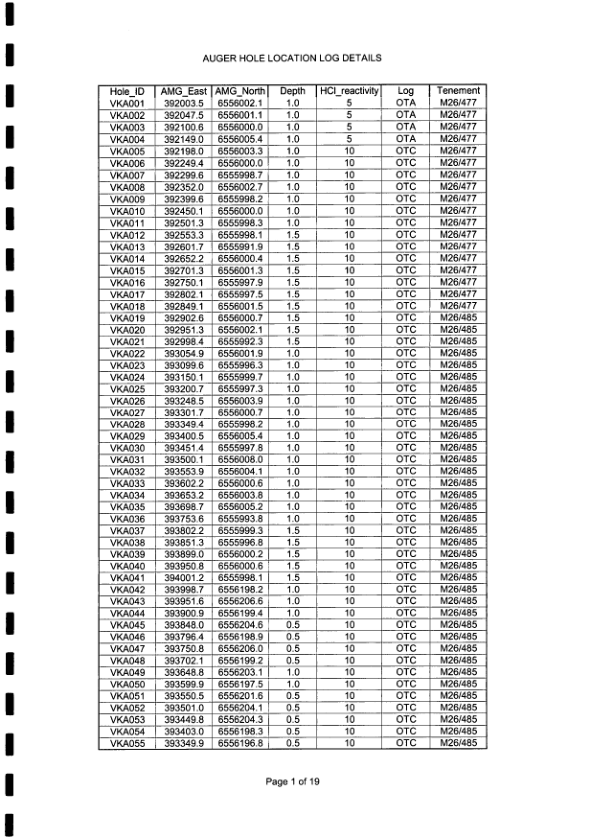 AUGER HOLE LOCATION LOG DETAILS
Hole_ID AMG_East AMG_North Depth HCl_reactivity Log Tenement
VKA001 392003.5 6556002.1 1.0 5 OTA M26/477
VKA002 392047.5 6556001.1 1.0 5 OTA M26/477
VKA003 392100.6 6556000.0 1.0 5 OTA M26/477
VKA004 392149.0 6556005.4 1.0 5 OTA M26/477
VKA005 392198.0 6556003.3 1.0 10 OTC M26/477
VKA006 392249.4 6556000.0 1.0 10 OTC M26/477
VKA007 392299.6 6555998.7 1.0 10 OTC M26/477
VKA008 392352.0 6556002.7 1.0 10 OTC M26/477
VKA009 392399.6 6555998.2 1.0 10 OTC M26/477
VKA010 392450.1 6556000.0 1.0 10 OTC M26/477
VKA011 392501.3 6555998.3 1.0 10 OTC M26/477
VKA012 392553.3 6555998.1 1.5 10 OTC M26/477
VKA013 392601.7 6555991.9 1.5 10 OTC M26/477
VKA014 392652.2 6556000.4 1.5 10 OTC M26/477
VKA015 392701.3 6556001.3 1.5 10 OTC M26/477
VKA016 392750.1 6555997.9 1.5 10 OTC M26/477
VKA017 392802.1 6555997.5 1.5 10 OTC M26/477
VKA018 392849.1 6556001.5 1.5 10 OTC M26/477
VKA019 392902.6 6556000.7 1.5 10 OTC M26/485
VKA020 392951.3 6556002.1 1.5 10 OTC M26/485
VKA021 392998.4 6555992.3 1.5 10 OTC M26/485
VKA022 393054.9 6556001.9 1.0 10 OTC M26/485
VKA023 393099.6 6555996.3 1.0 10 OTC M26/485
VKA024 393150.1 6555999.7 1.0 10 OTC M26/485
VKA025 393200.7 6555997.3 1.0 10 OTC M26/485
VKA026 393248.5 6556003.9 1.0 10 OTC M26/485
VKA027 393301.7 6556000.7 1.0 10 OTC M26/485
VKA028 393349.4 6555998.2 1.0 10 OTC M26/485
VKA029 393400.5 6556005.4 1.0 10 OTC M26/485
VKA030 393451.4 6555997.8 1.0 10 OTC M26/485
VKA031 393500.1 6556008.0 1.0 10 OTC M26/485
VKA032 393553.9 6556004.1 1.0 10 OTC M26/485
VKA033 393602.2 6556000.6 1.0 10 OTC M26/485
VKA034 393653.2 6556003.8 1.0 10 OTC M26/485
VKA035 393698.7 6556005.2 1.0 10 OTC M26/485
VKA036 393753.6 6555993.8 1.0 10 OTC M26/485
VKA037 393802.2 6555999.3 1.5 10 OTC M26/485
VKA038 393851.3 6555996.8 1.5 10 OTC M26/485
VKA039 393899.0 6556000.2 1.5 10 OTC M26/485
VKA040 393950.8 6556000.6 1.5 10 OTC M26/485
VKA041 394001.2 6555998.1 1.5 10 OTC M26/485
VKA042 393998.7 6556198.2 1.0 10 OTC M26/485
VKA043 393951.6 6556206.6 1.0 10 OTC M26/485
VKA044 393900.9 6556199.4 1.0 10 OTC M26/485
VKA045 393848.0 6556204.6 0.5 10 OTC M26/485
VKA046 393796.4 6556198.9 0.5 10 OTC M26/485
VKA047 393750.8 6556206.0 0.5 10 OTC M26/485
VKA048 393702.1 6556199.2 0.5 10 OTC M26/485
VKA049 393648.8 6556203.1 1.0 10 OTC M26/485
VKA050 393599.9 6556197.5 1.0 10 OTC M26/485
VKA051 393550.5 6556201.6 0.5 10 OTC M26/485
VKA052 393501.0 6556204.1 0.5 10 OTC M26/485
VKA053 393449.8 6556204.3 0.5 10 OTC M26/485
VKA054 393403.0 6556198.3 0.5 10 OTC M26/485
VKA055 393349.9 6556196.8 0.5 10 OTC M26/485
Page 1 of 19